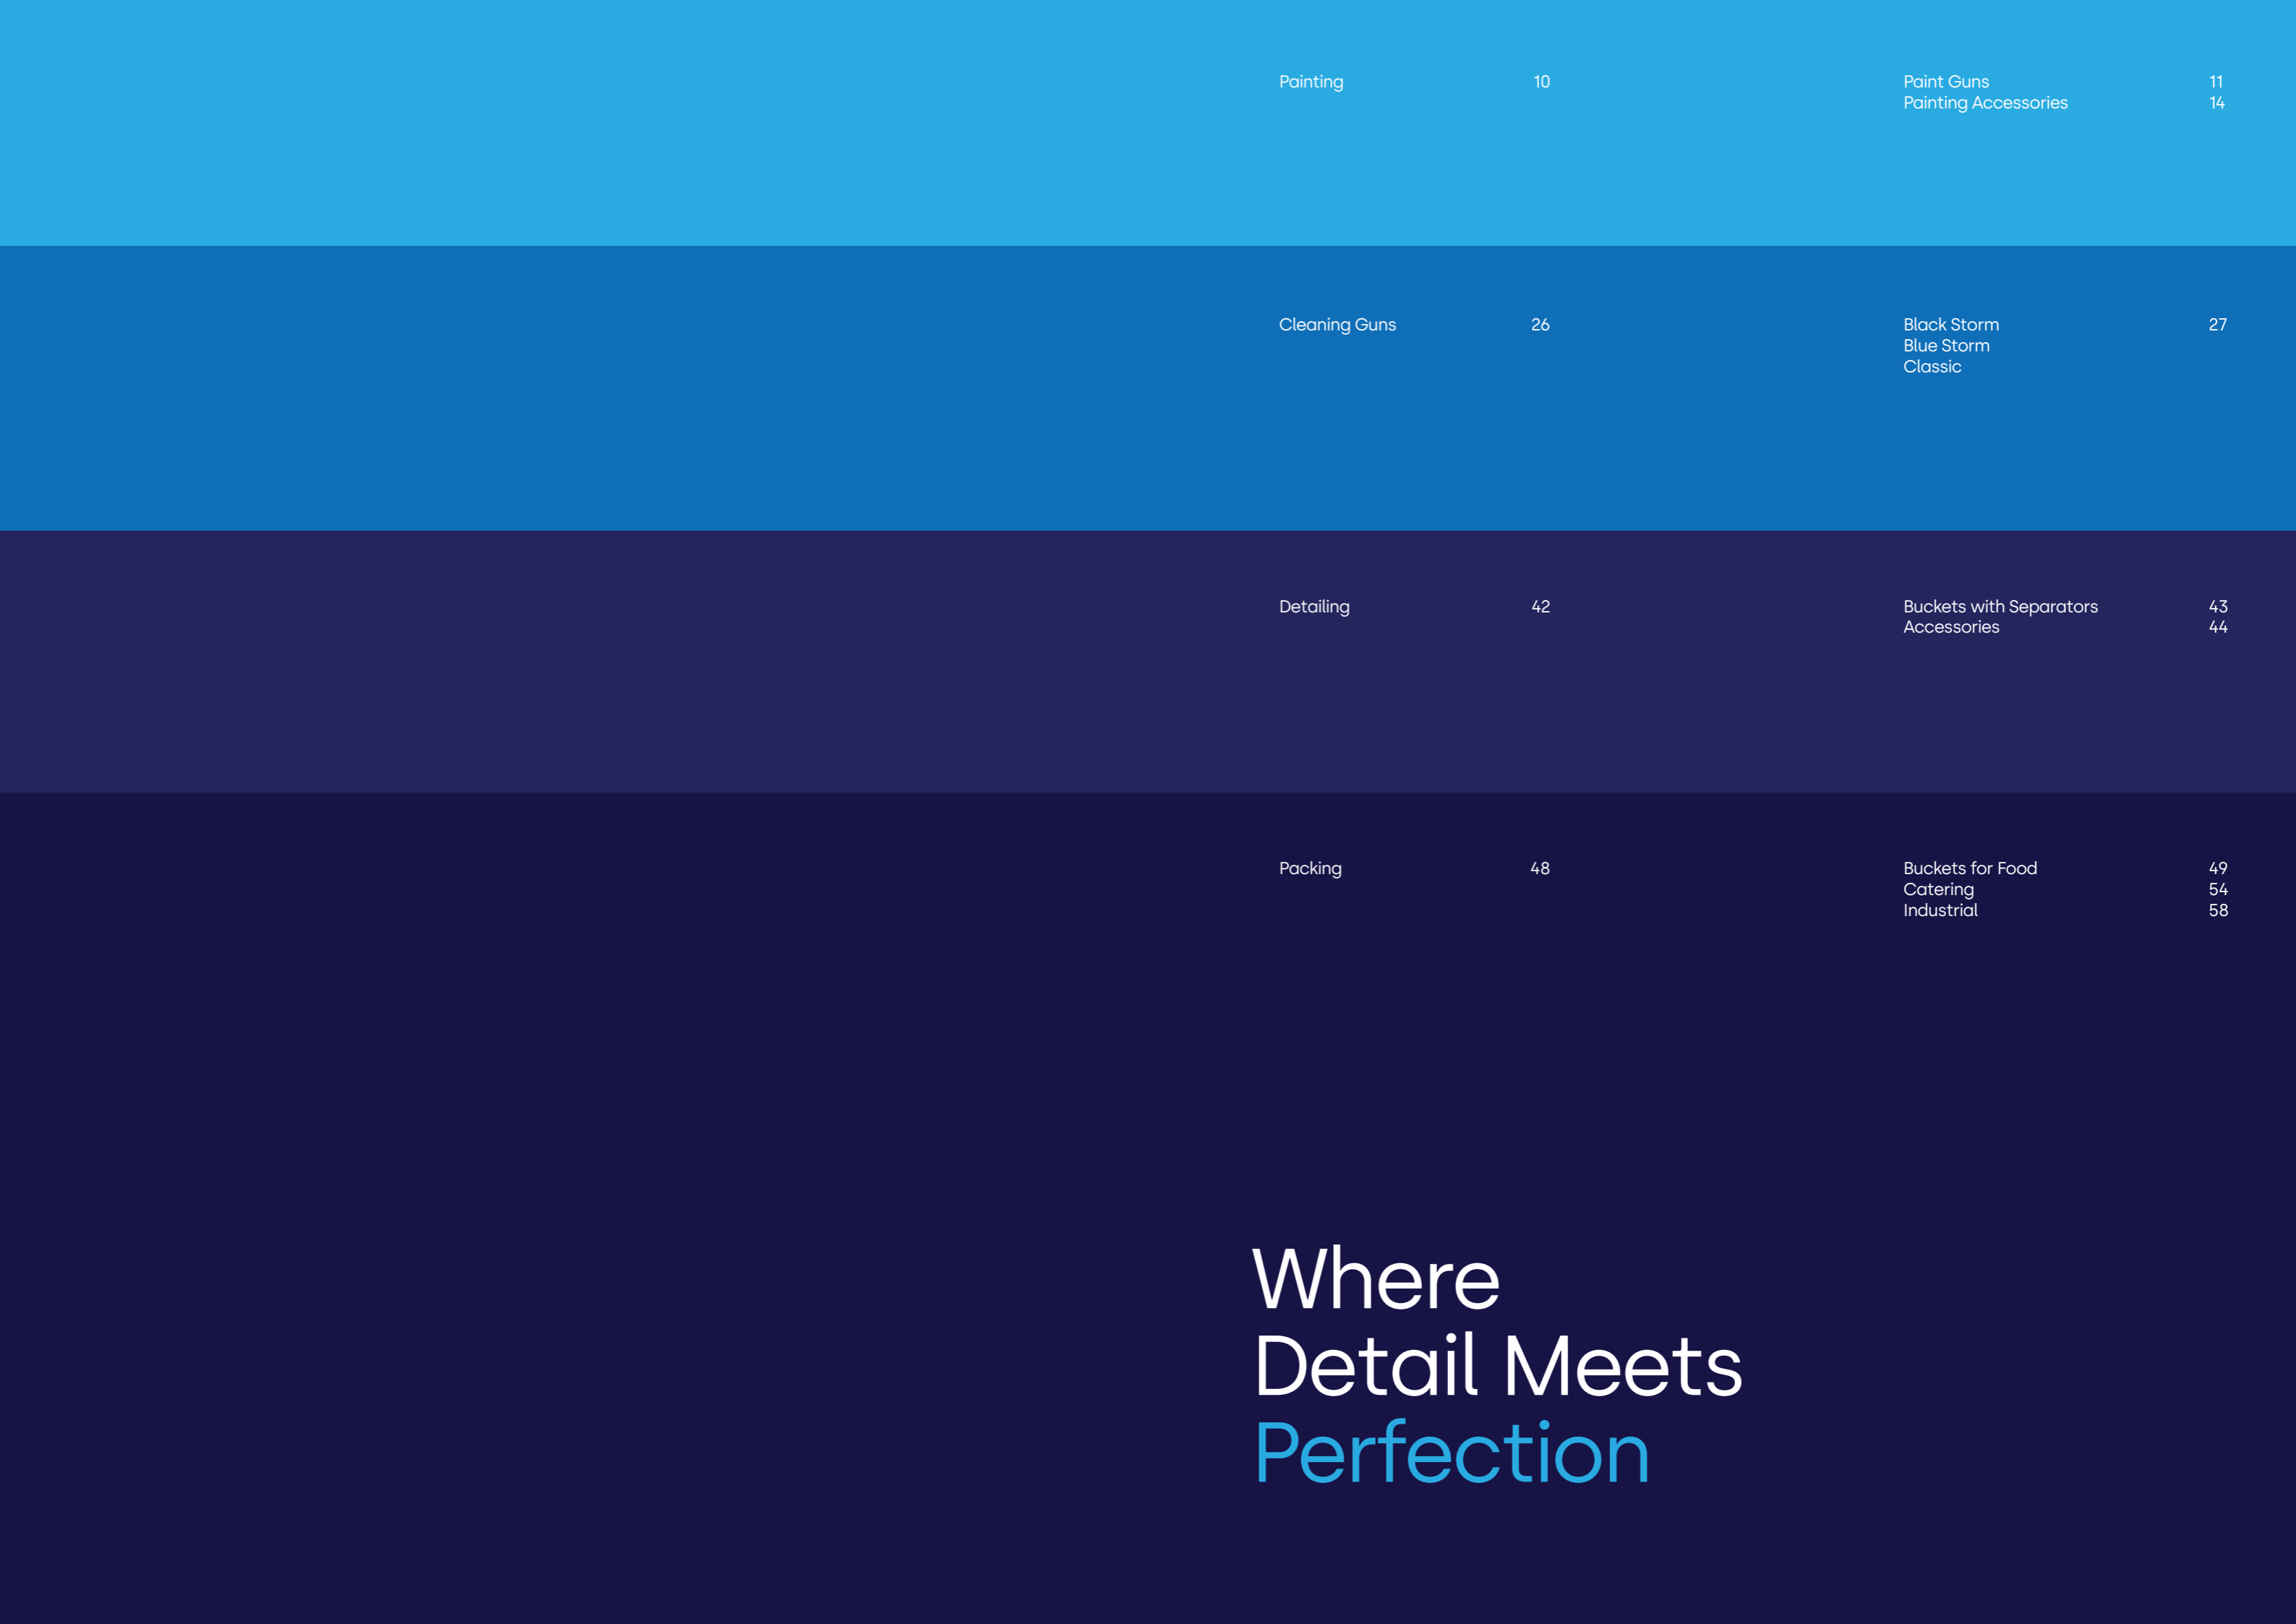 Painting 10 Paint Guns 11
Painting Accessories 14
Cleaning Guns 26 Black Storm 27
Blue Storm
Classic
Detailing 42 Buckets with Separators 43
Accessories 44
Packing 48 Buckets for Food 49
Catering 54
Industrial 58
Where
Detail Meets
Perfection